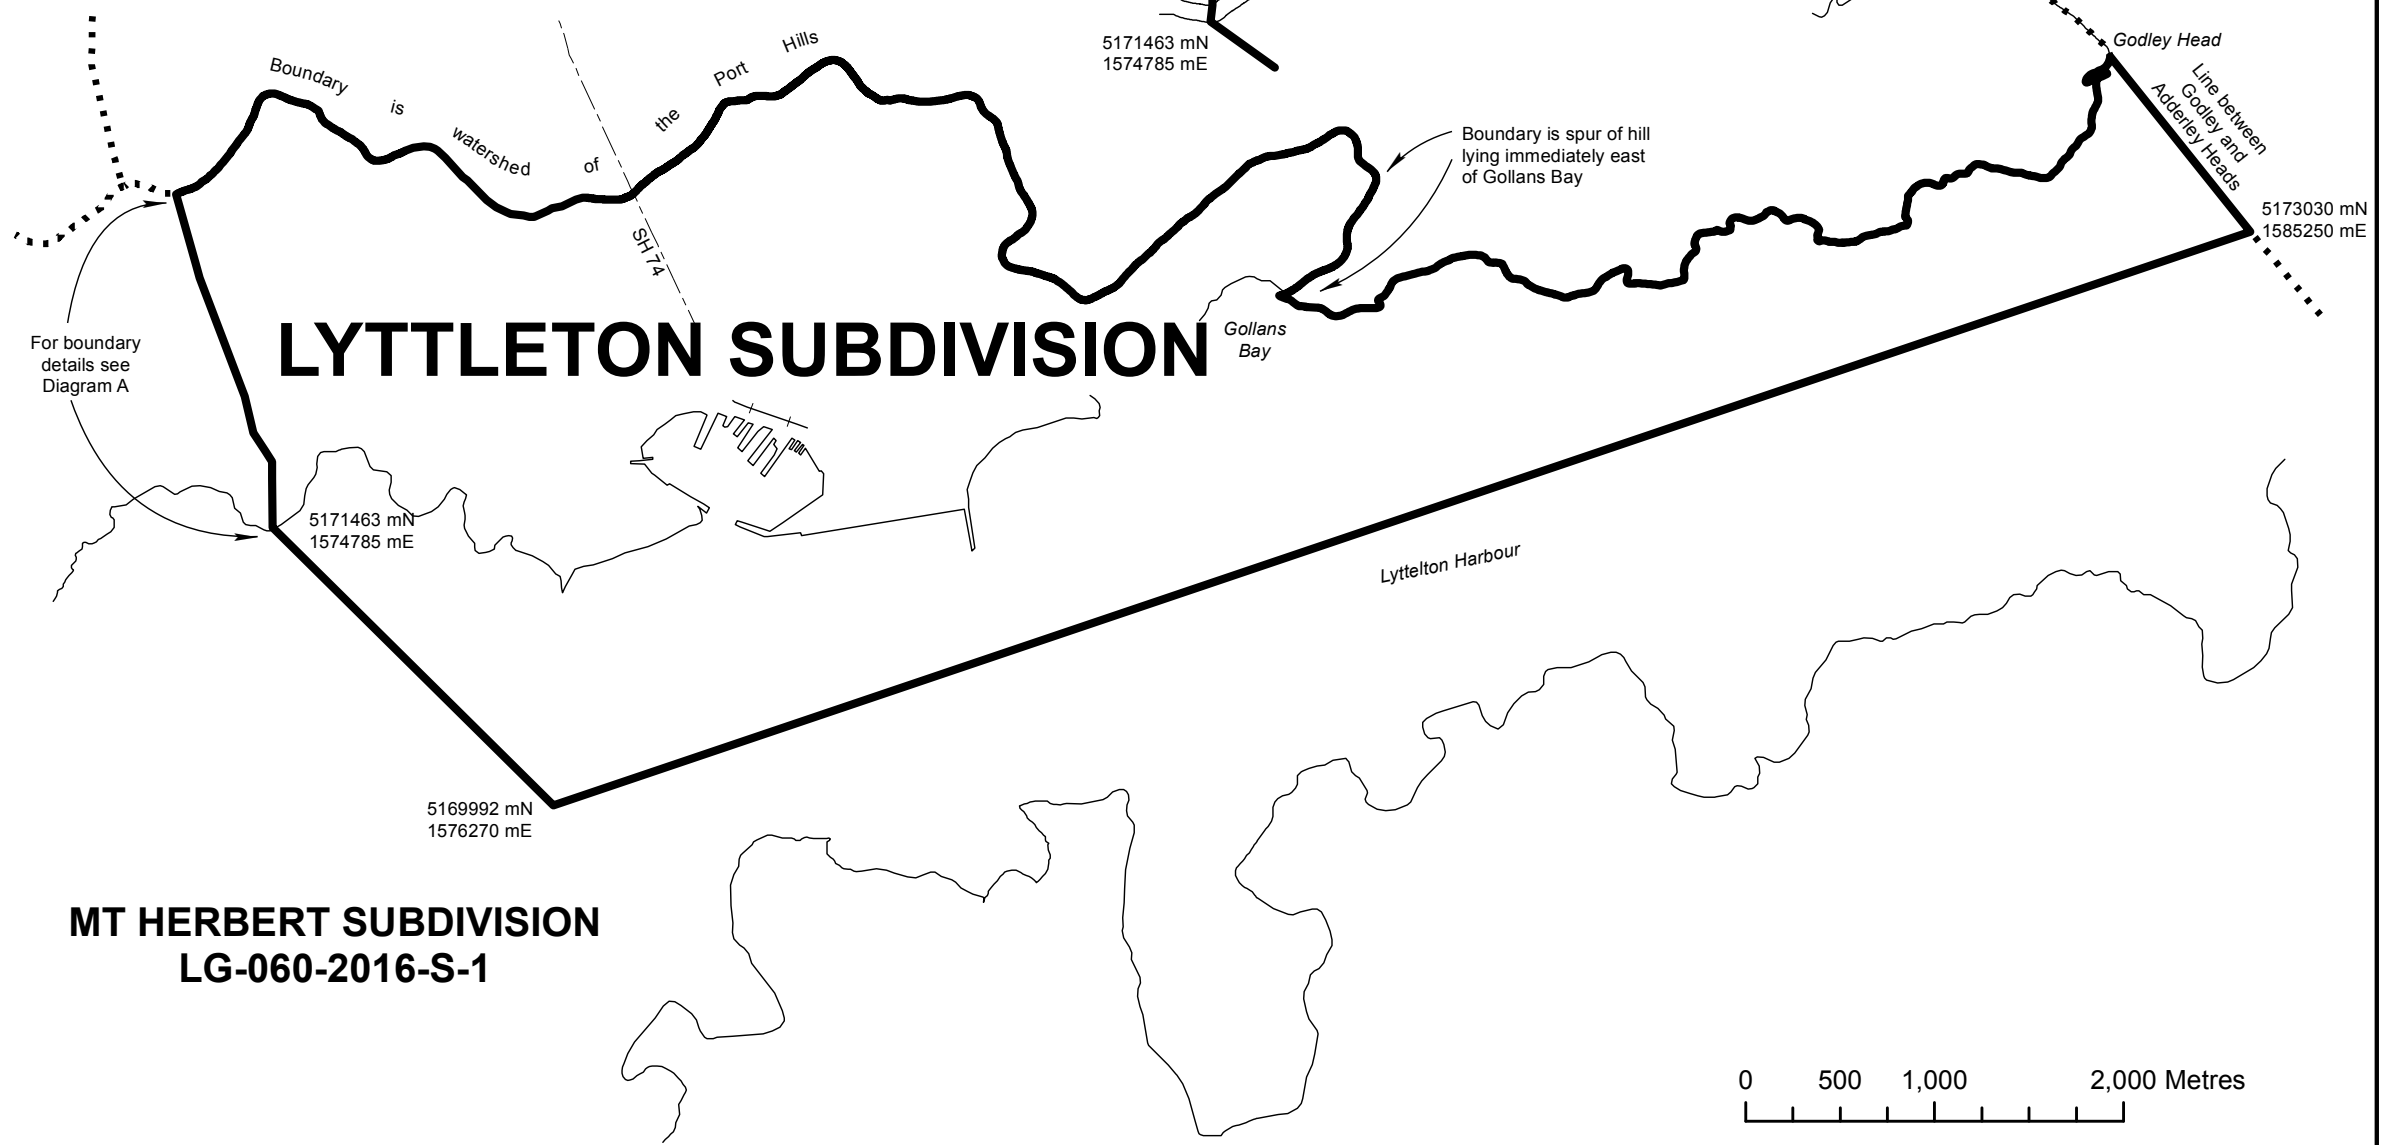 5171463 mN
1574785 mE
Godley Head
Boundary is watershed of the Port Hills
Line between
Godley and
Adderley Heads
Boundary is spur of hill
lying immediately east
of Gollans Bay
5173030 mN
1585250 mE
SH 74
For boundary
details see
Diagram A
LYTTLETON SUBDIVISION
Gollans
Bay
5171463 mN
1574785 mE
Lyttelton Harbour
5169992 mN
1576270 mE
MT HERBERT SUBDIVISION
LG-060-2016-S-1
0 500 1,000 2,000 Metres